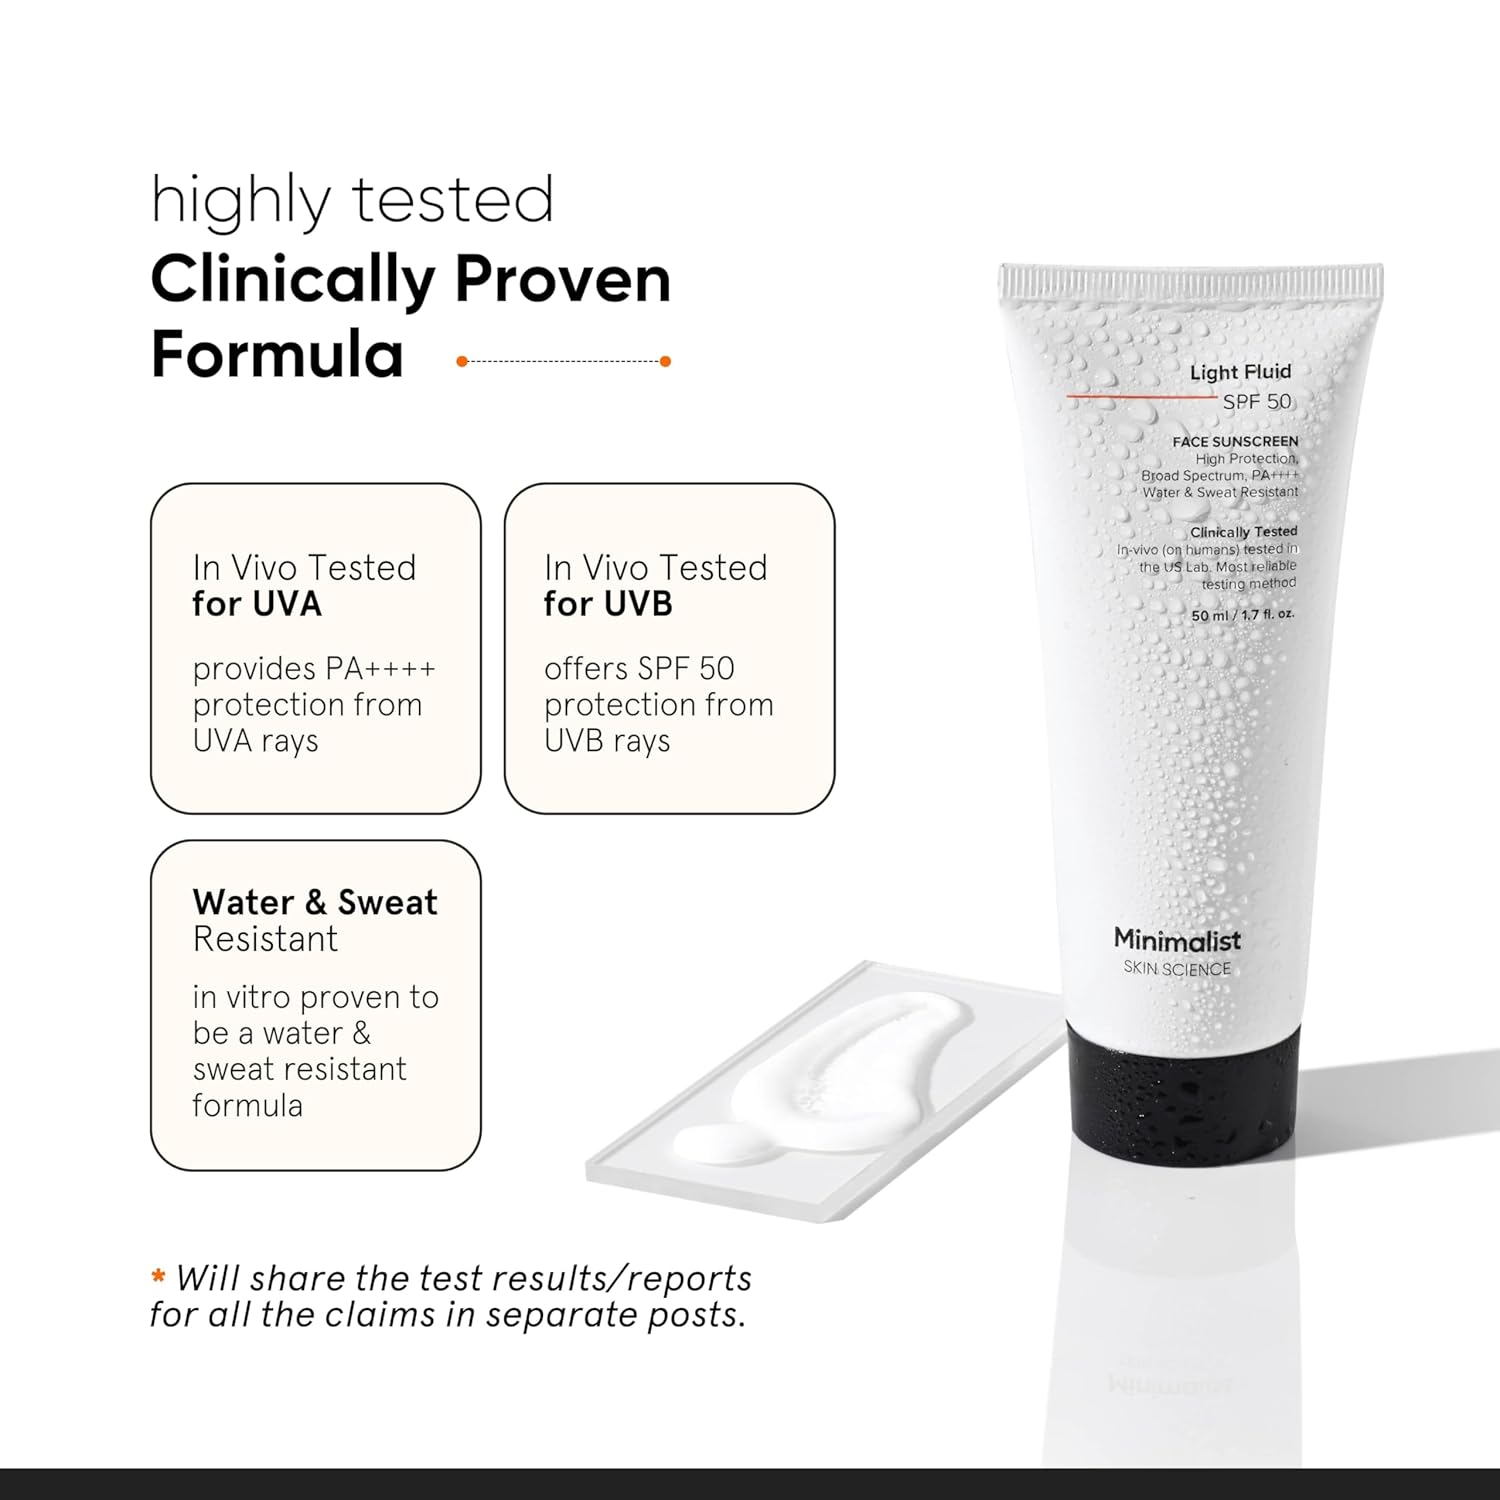 highly tested
Clinically Proven
Formula
In Vivo Tested
for UVA
provides PA++++
protection from
UVA rays
In Vivo Tested
for UVB
offers SPF 50
protection from
UVB rays
Water & Sweat
Resistant
in vitro proven to
be a water &
sweat resistant
formula
* Will share the test results/reports
for all the claims in separate posts.
Light Fluid
SPF 50
FACE SUNSCREEN
High Protection,
Broad Spectrum, PA++++
Water & Sweat Resistant
Clinically Tested
In-vivo (on humans) tested in
the US Lab. Most reliable
testing method
50 ml / 1.7 fl. oz.
Minimalist
SKIN SCIENCE